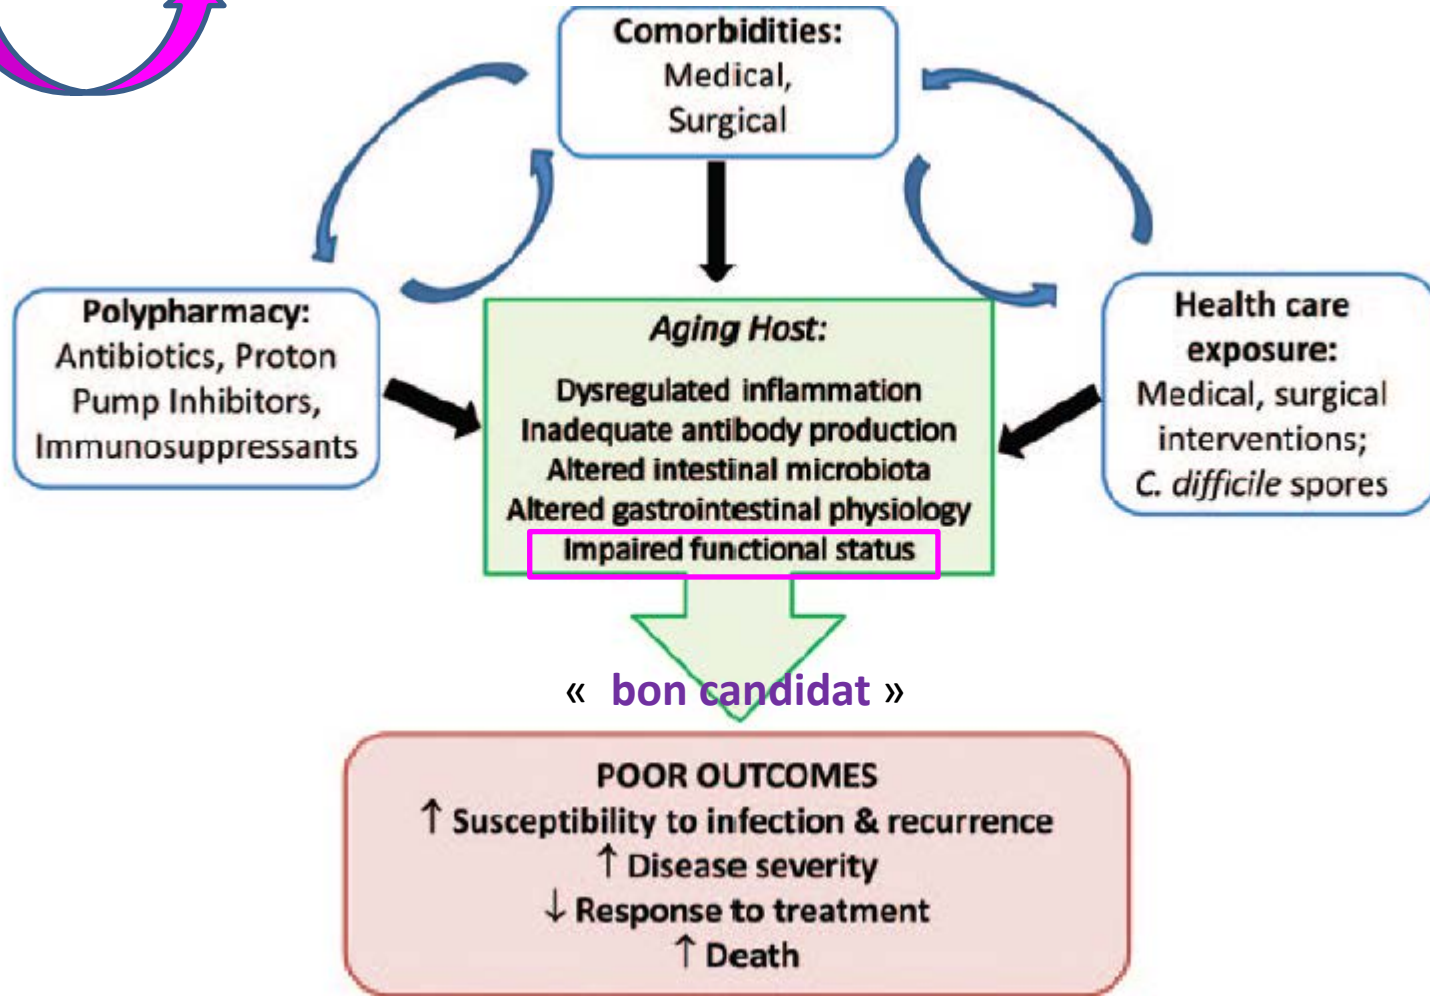 Comorbidities:
Medical,
Surgical
Polypharmacy:
Antibiotics, Proton
Pump Inhibitors,
Immunosuppressants
Aging Host:
Dysregulated inflammation
Inadequate antibody production
Altered intestinal microbiota
Altered gastrointestinal physiology
Impaired functional status
Health care
exposure:
Medical, surgical
interventions;
C. difficile spores
« bon candidat »
POOR OUTCOMES
↑ Susceptibility to infection & recurrence
↑ Disease severity
↓ Response to treatment
↑ Death